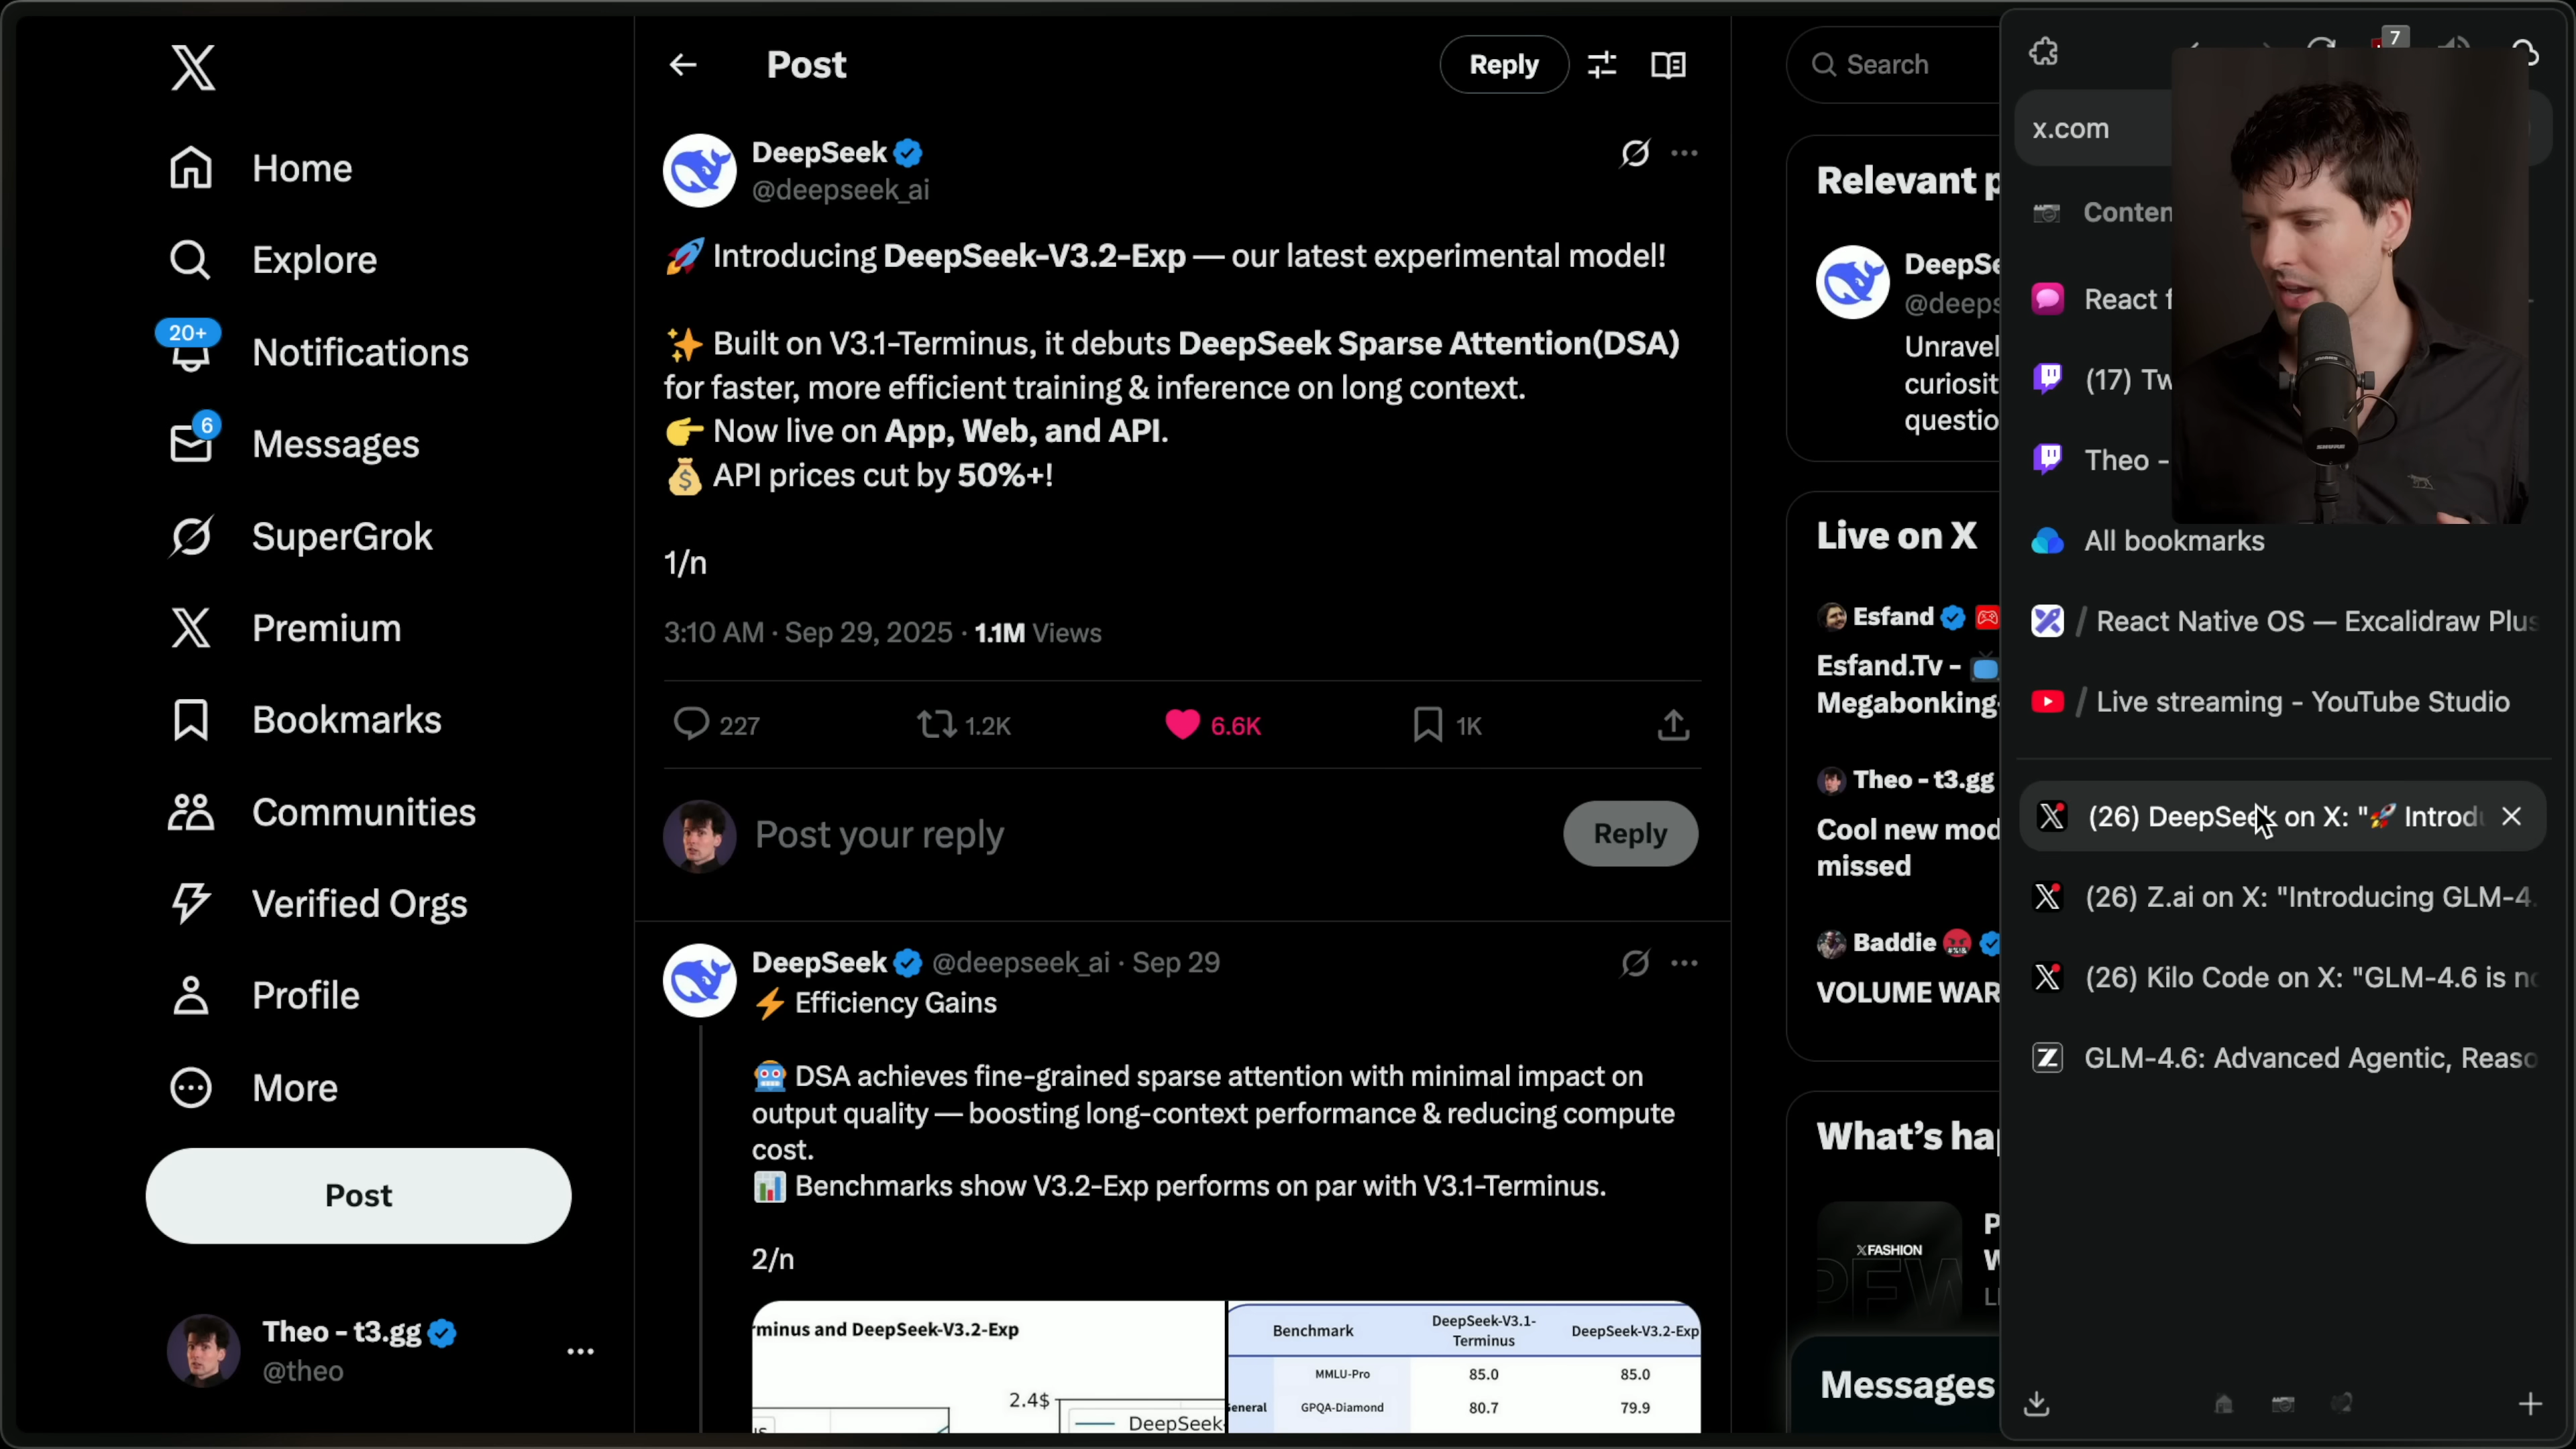 Home
Explore
20+
Notifications
6
Messages
SuperGrok
Premium
Bookmarks
Communities
Verified Orgs
Profile
More
Post
Theo - t3.gg
@theo
Post
Reply
DeepSeek
@deepseek_ai
🚀 Introducing DeepSeek-V3.2-Exp — our latest experimental model!
✨ Built on V3.1-Terminus, it debuts DeepSeek Sparse Attention(DSA)
for faster, more efficient training & inference on long context.
👉 Now live on App, Web, and API.
💰 API prices cut by 50%+!
1/n
3:10 AM · Sep 29, 2025 · 1.1M Views
227
1.2K
6.6K
1K
Post your reply
Reply
DeepSeek @deepseek_ai · Sep 29
⚡ Efficiency Gains
🤖 DSA achieves fine-grained sparse attention with minimal impact on
output quality — boosting long-context performance & reducing compute
cost.
📊 Benchmarks show V3.2-Exp performs on par with V3.1-Terminus.
2/n
rminus and DeepSeek-V3.2-Exp
2.4$
DeepSeek-
Benchmark
DeepSeek-V3.1-
Terminus
DeepSeek-V3.2-Exp
MMLU-Pro 85.0 85.0
General GPQA-Diamond 80.7 79.9
Search
Relevant p
DeepSe
@deeps
Unravel
curiosit
questio
Live on X
Esfand
Esfand.Tv - 📺
Megabonking-
Theo - t3.gg
Cool new mod
missed
Baddie 😡
VOLUME WAR
What's ha
XFASHION
PFW
P
W
LI
Messages
7
x.com
Conten
React f
(17) Tw
Theo -
All bookmarks
/ React Native OS — Excalidraw Plus
/ Live streaming - YouTube Studio
(26) DeepSeek on X: "🚀 Introdu
(26) Z.ai on X: "Introducing GLM-4.
(26) Kilo Code on X: "GLM-4.6 is no
GLM-4.6: Advanced Agentic, Reaso